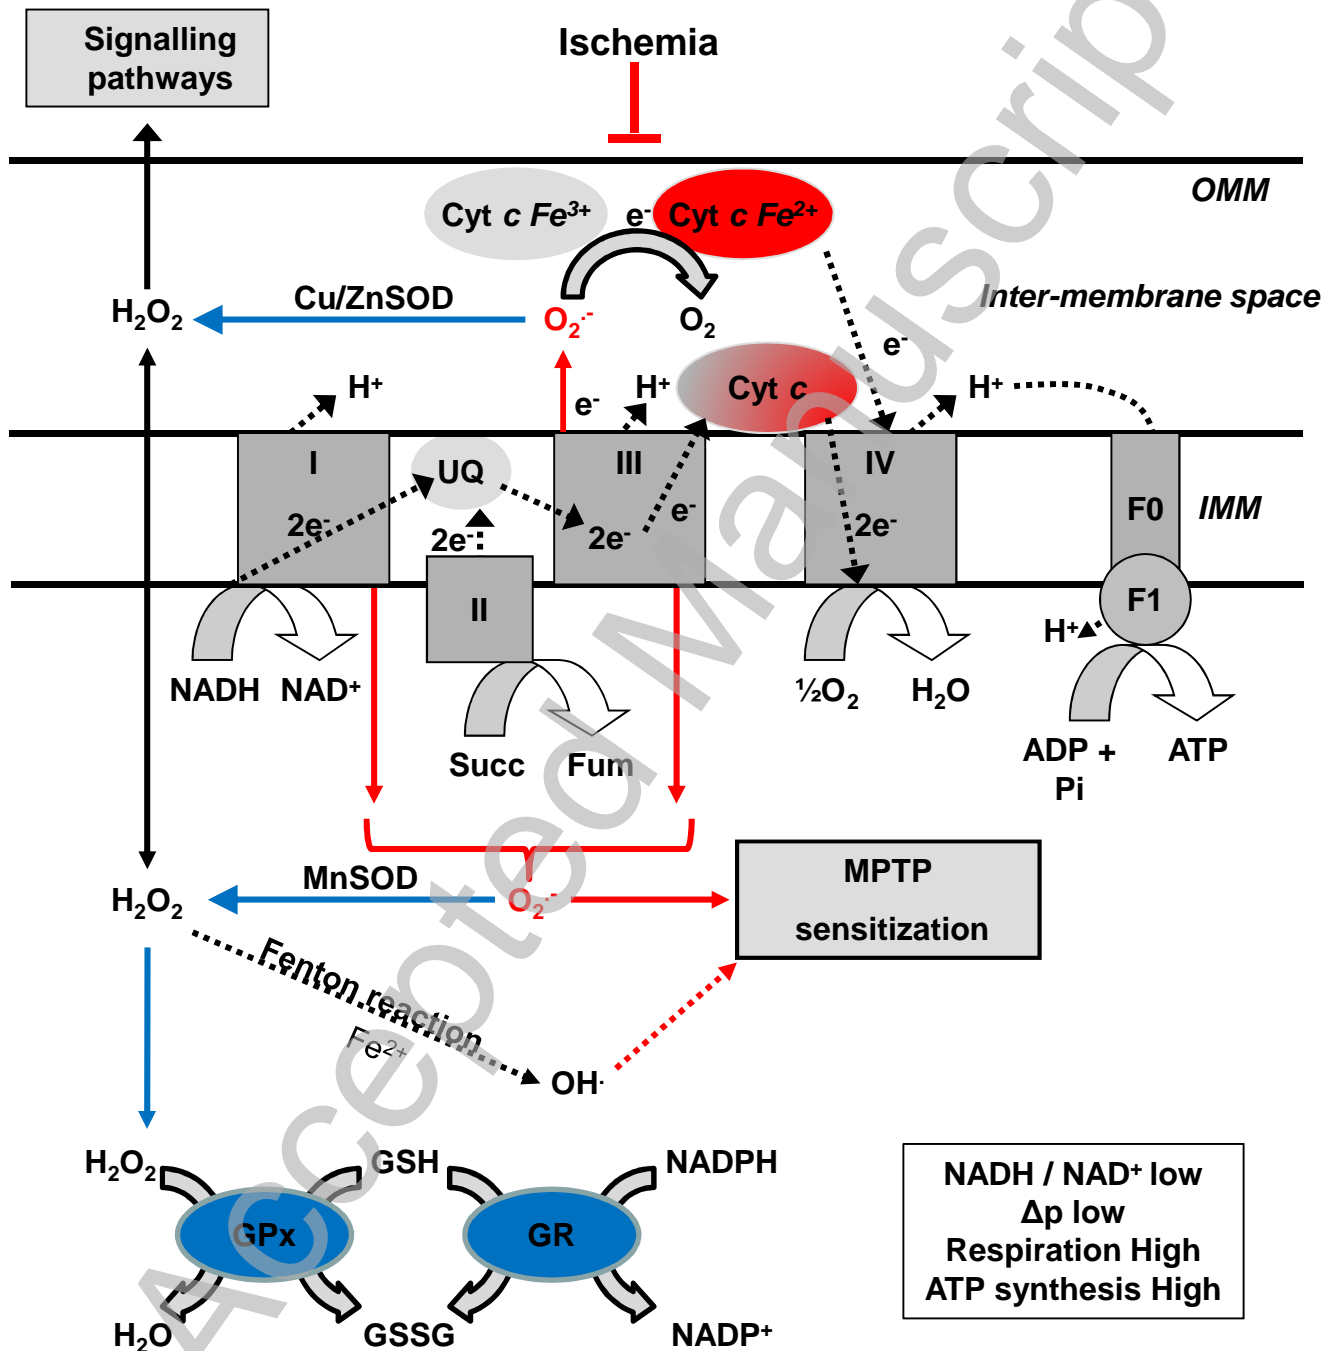 Signalling
pathways
Ischemia
OMM
Cyt c Fe³⁺
e⁻
Cyt c Fe²⁺
Inter-membrane space
H₂O₂
Cu/ZnSOD
O₂·⁻
O₂
e⁻
H⁺
e⁻
H⁺
Cyt c
H⁺
I
UQ
III
IV
2e⁻
2e⁻
2e⁻
e⁻
2e⁻
F0
IMM
II
F1
H⁺
NADH
NAD⁺
½O₂
H₂O
Succ
Fum
ADP +
Pi
ATP
MPTP
sensitization
H₂O₂
MnSOD
O₂·⁻
Fenton reaction
Fe²⁺
OH·
H₂O₂
GSH
NADPH
GPx
GR
H₂O
GSSG
NADP⁺
NADH / NAD⁺ low
Δp low
Respiration High
ATP synthesis High
Accepted Manuscrip